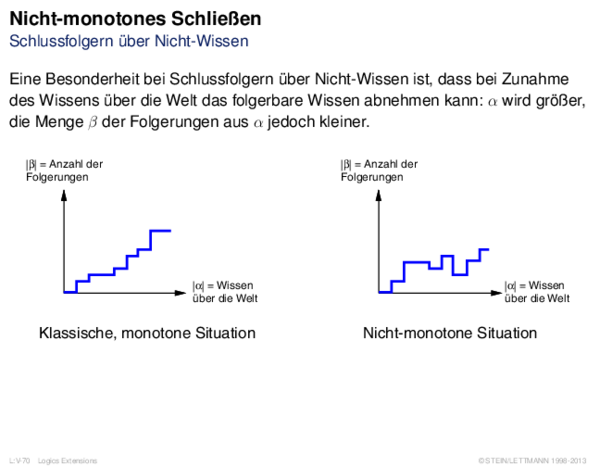 Nicht-monotones Schließen
Schlussfolgern über Nicht-Wissen
Eine Besonderheit bei Schlussfolgern über Nicht-Wissen ist, dass bei Zunahme
des Wissens über die Welt das folgerbare Wissen abnehmen kann: α wird größer,
die Menge β der Folgerungen aus α jedoch kleiner.
|β| = Anzahl der
Folgerungen
|α| = Wissen
über die Welt
Klassische, monotone Situation
|β| = Anzahl der
Folgerungen
|α| = Wissen
über die Welt
Nicht-monotone Situation
L:V-70 Logics Extensions
©STEIN/LETTMANN 1998-2013